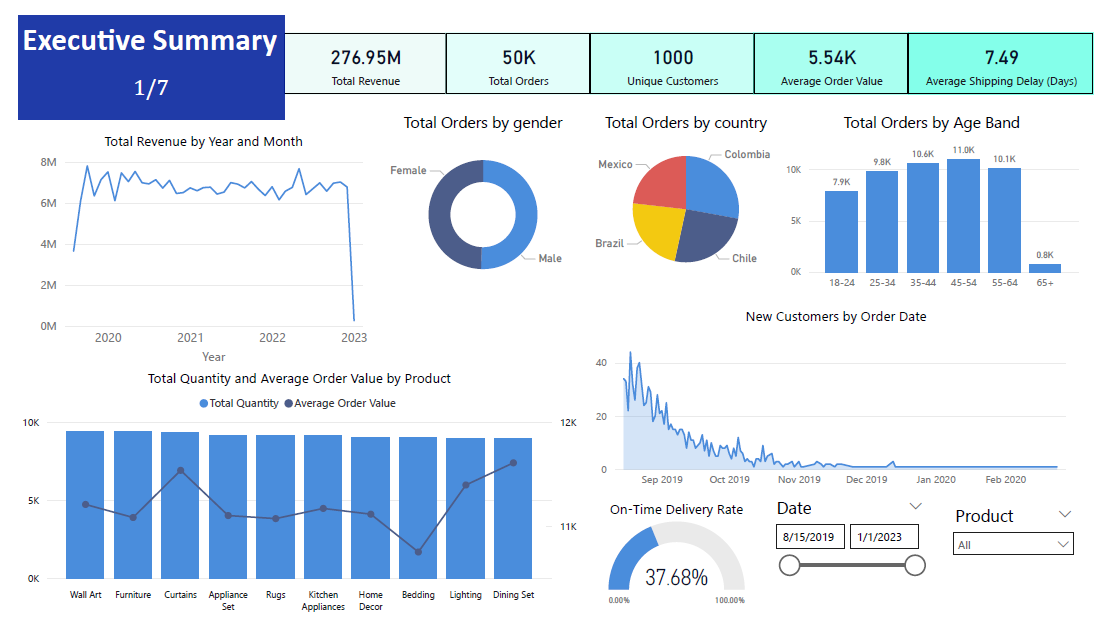 Executive Summary
1/7
276.95M
Total Revenue
50K
Total Orders
1000
Unique Customers
5.54K
Average Order Value
7.49
Average Shipping Delay (Days)
Total Revenue by Year and Month
8M
6M
4M
2M
0M
2020
2021
2022
2023
Year
Total Orders by gender
Female
Male
Total Orders by country
Colombia
Mexico
Brazil
Chile
Total Orders by Age Band
10K
5K
0K
7.9K
9.8K
10.6K
11.0K
10.1K
0.8K
18-24
25-34
35-44
45-54
55-64
65+
New Customers by Order Date
40
20
0
Sep 2019
Oct 2019
Nov 2019
Dec 2019
Jan 2020
Feb 2020
Total Quantity and Average Order Value by Product
Total Quantity
Average Order Value
10K
5K
0K
12K
11K
Wall Art
Furniture
Curtains
Appliance
Set
Rugs
Kitchen
Appliances
Home
Decor
Bedding
Lighting
Dining Set
On-Time Delivery Rate
37.68%
0.00%
100.00%
Date
8/15/2019
1/1/2023
Product
All